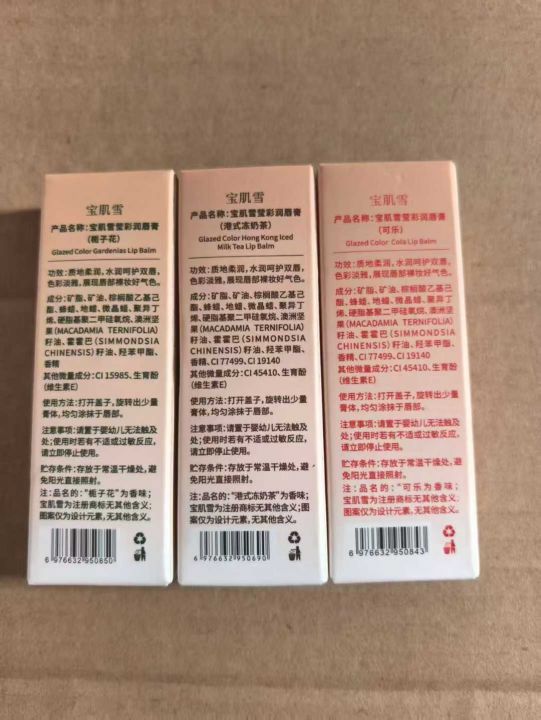 宝肌雪
产品名称：宝肌雪莹彩润唇膏
(栀子花)
Glazed Color Gardenias Lip Balm
功效：质地柔润，水润呵护双唇，
色彩淡雅，展现唇部裸妆好气色。
成分：矿脂、矿油、棕榈酸乙基己
酯、蜂蜡、地蜡、微晶蜡、聚异丁
烯、硬脂基聚二甲硅氧烷、澳洲坚
果(MACADAMIA TERNIFOLIA)
籽油、霍霍巴(SIMMONDSIA
CHINENSIS) 籽油、羟苯甲酯、
香精
其他微量成分：CI 15985、生育酚
(维生素E)
使用方法：打开盖子，旋转出少量
膏体，均匀涂抹于唇部。
注意事项：请置于婴幼儿无法触及
处；使用时若有不适或过敏反应，
请立即停止使用。
贮存条件：存放于常温干燥处，避
免阳光直接照射。
注：品名的：“栀子花”为香味；
宝肌雪为注册商标无其他含义；
图案仅为设计元素，无其他含义。
6 976632 950850
宝肌雪
产品名称：宝肌雪莹彩润唇膏
(港式冻奶茶)
Glazed Color Hong Kong Iced
Milk Tea Lip Balm
功效：质地柔润，水润呵护双唇，
色彩淡雅，展现唇部裸妆好气色。
成分：矿脂、矿油、棕榈酸乙基己
酯、蜂蜡、地蜡、微晶蜡、聚异丁
烯、硬脂基聚二甲硅氧烷、澳洲坚
果(MACADAMIA TERNIFOLIA)
籽油、霍霍巴(SIMMONDSIA
CHINENSIS) 籽油、羟苯甲酯、
香精、CI 77499、CI 19140
其他微量成分：CI 45410、生育酚
(维生素E)
使用方法：打开盖子，旋转出少量
膏体，均匀涂抹于唇部。
注意事项：请置于婴幼儿无法触及
处；使用时若有不适或过敏反应，
请立即停止使用。
贮存条件：存放于常温干燥处，避
免阳光直接照射。
注：品名的：“港式冻奶茶”为香味；
宝肌雪为注册商标无其他含义；图
案仅为设计元素，无其他含义。
6 976632 950690
宝肌雪
产品名称：宝肌雪莹彩润唇膏
(可乐)
Glazed Color Cola Lip Balm
功效：质地柔润，水润呵护双唇，
色彩淡雅，展现唇部裸妆好气色。
成分：矿脂、矿油、棕榈酸乙基己
酯、蜂蜡、地蜡、微晶蜡、聚异丁
烯、硬脂基聚二甲硅氧烷、澳洲坚
果(MACADAMIA TERNIFOLIA)
籽油、霍霍巴(SIMMONDSIA
CHINENSIS) 籽油、羟苯甲酯、
香精、CI 77499、CI 19140
其他微量成分：CI 45410、生育酚
(维生素E)
使用方法：打开盖子，旋转出少量
膏体，均匀涂抹于唇部。
注意事项：请置于婴幼儿无法触及
处；使用时若有不适或过敏反应，
请立即停止使用。
贮存条件：存放于常温干燥处，避
免阳光直接照射。
注：品名的：“可乐”为香味；
宝肌雪为注册商标无其他含义；
图案仅为设计元素，无其他含义。
6 976632 950843